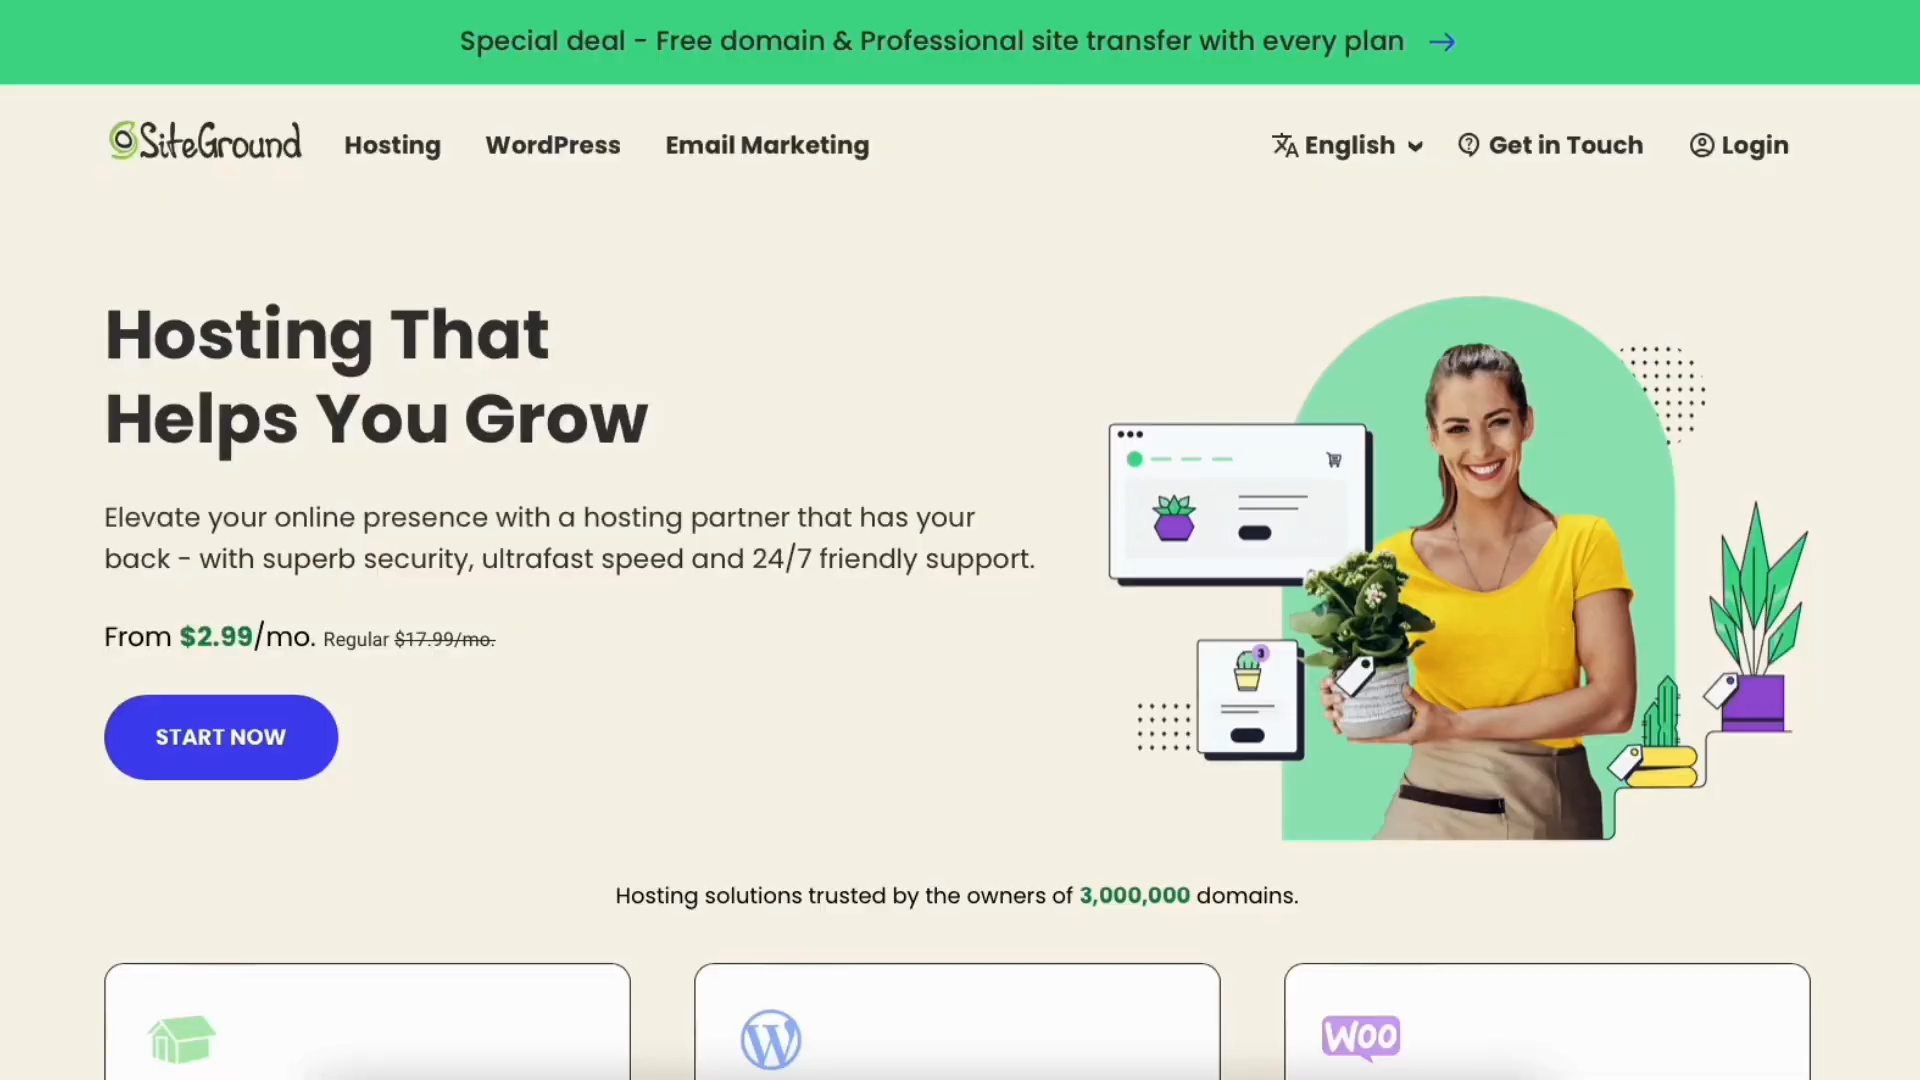 Special deal - Free domain & Professional site transfer with every plan
SiteGround Hosting WordPress Email Marketing English Get in Touch Login
Hosting That
Helps You Grow
Elevate your online presence with a hosting partner that has your
back - with superb security, ultrafast speed and 24/7 friendly support.
From $2.99/mo. Regular $17.99/mo.
START NOW
3
Hosting solutions trusted by the owners of 3,000,000 domains.
W
Woo